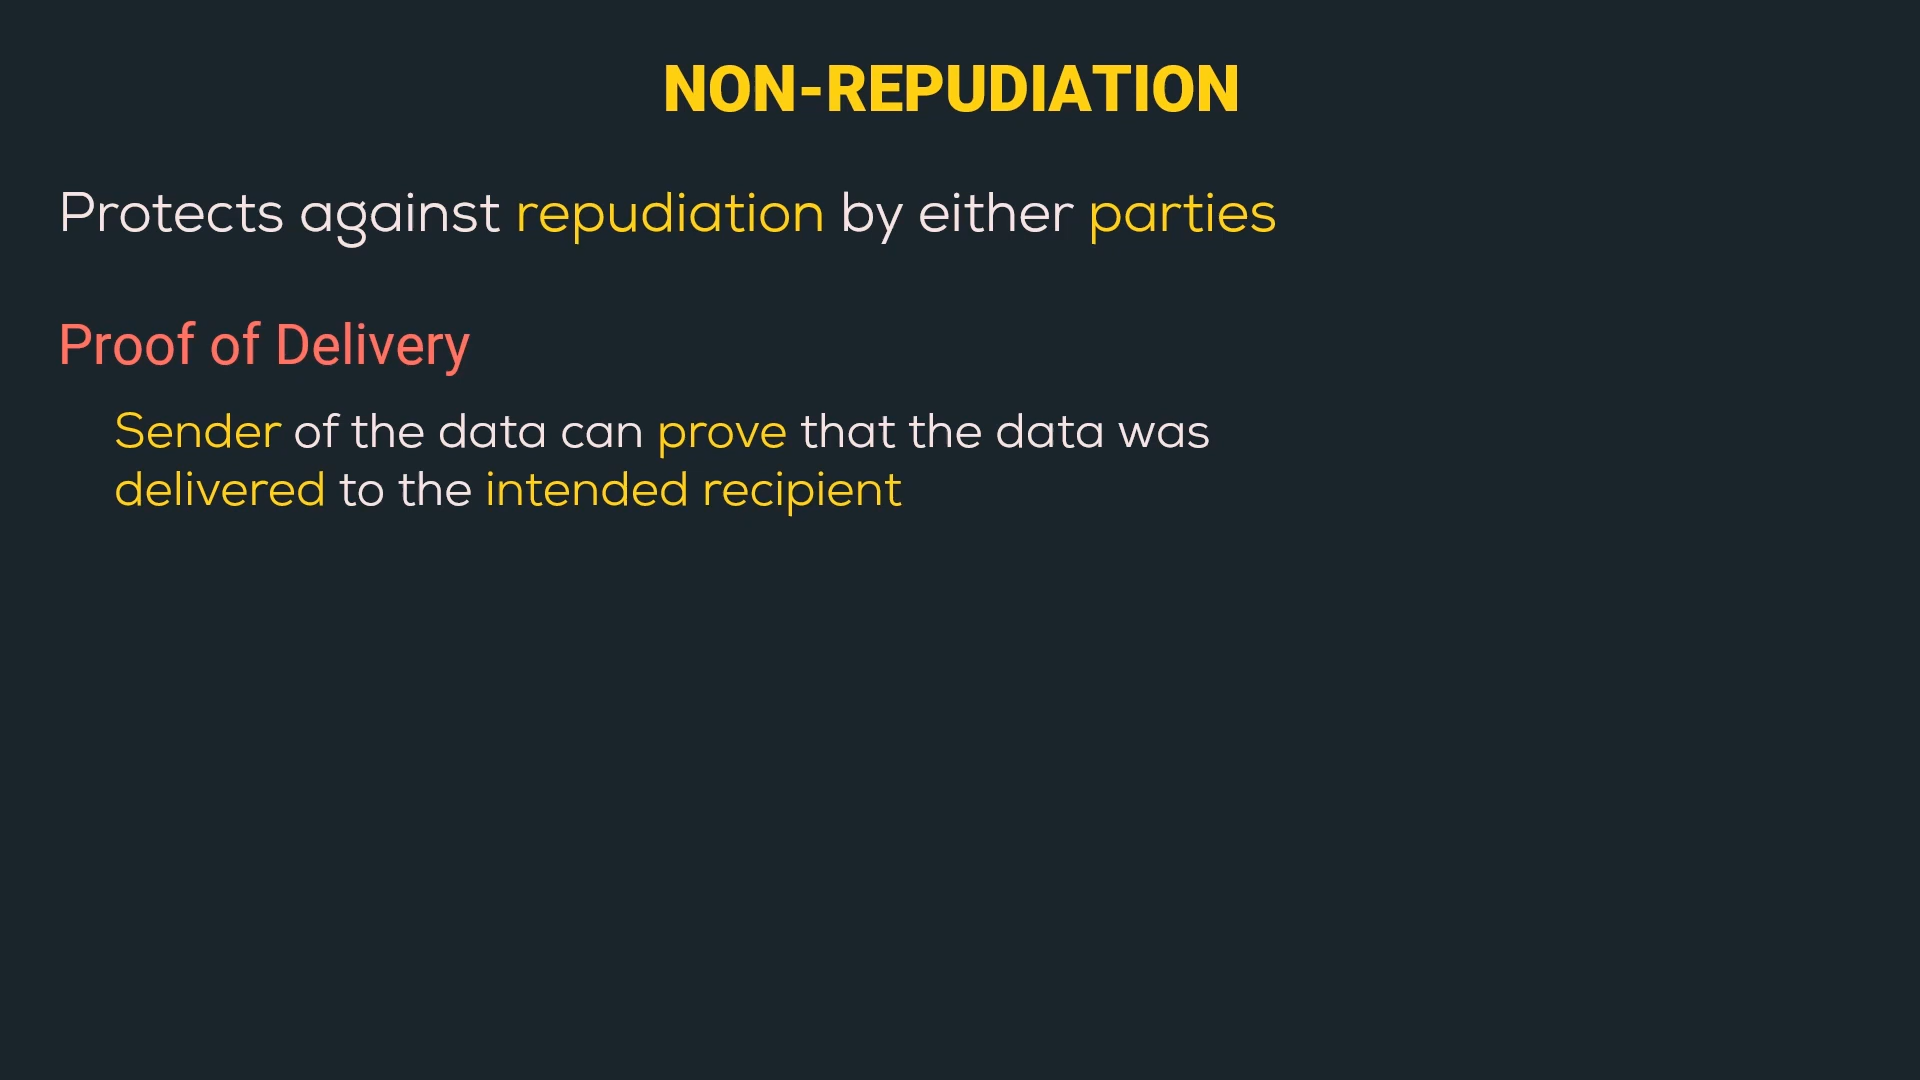 NON-REPUDIATION
Protects against repudiation by either parties
Proof of Delivery
Sender of the data can prove that the data was
delivered to the intended recipient